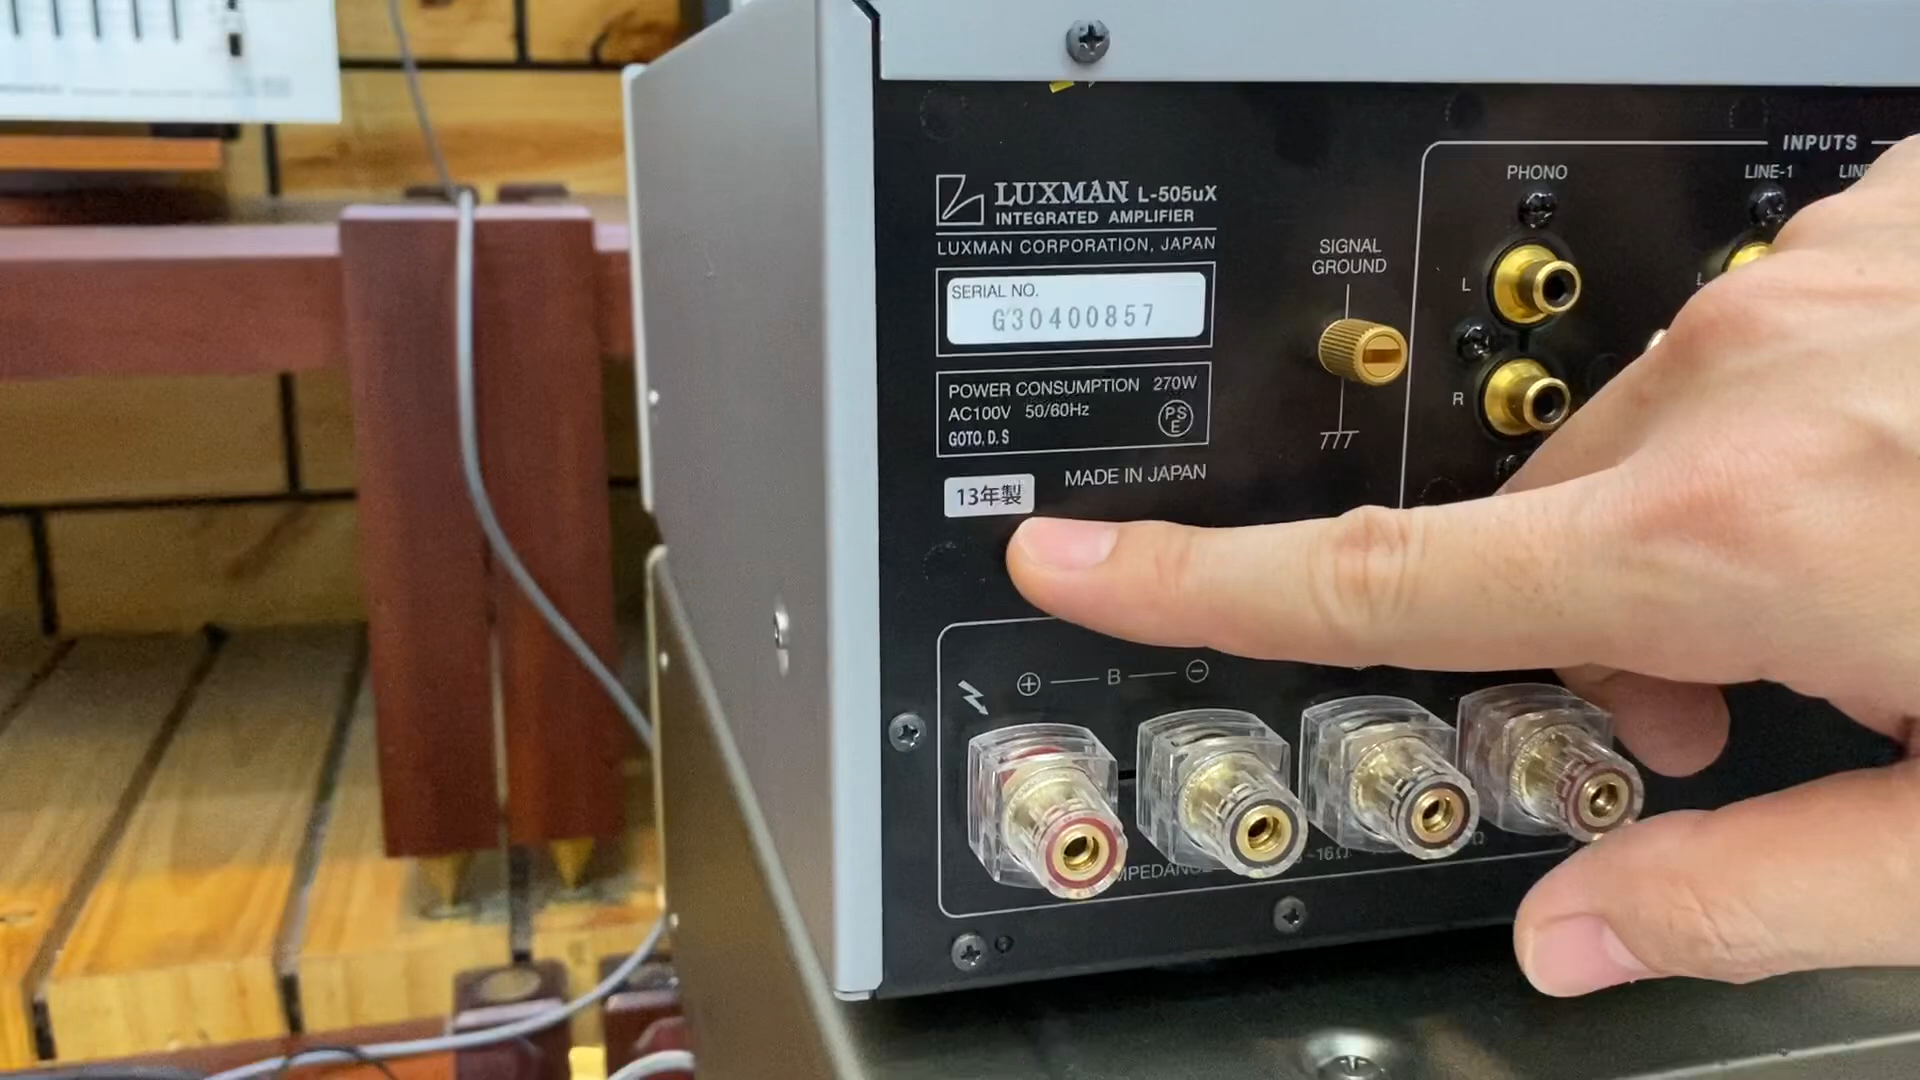 LUXMAN L-505uX
INTEGRATED AMPLIFIER
LUXMAN CORPORATION, JAPAN
SERIAL NO.
G30400857
POWER CONSUMPTION 270W
AC100V 50/60Hz
GOTO, D. S
PS
E
13年製
MADE IN JAPAN
SIGNAL
GROUND
INPUTS
PHONO
LINE-1
L
L
R
+ B −